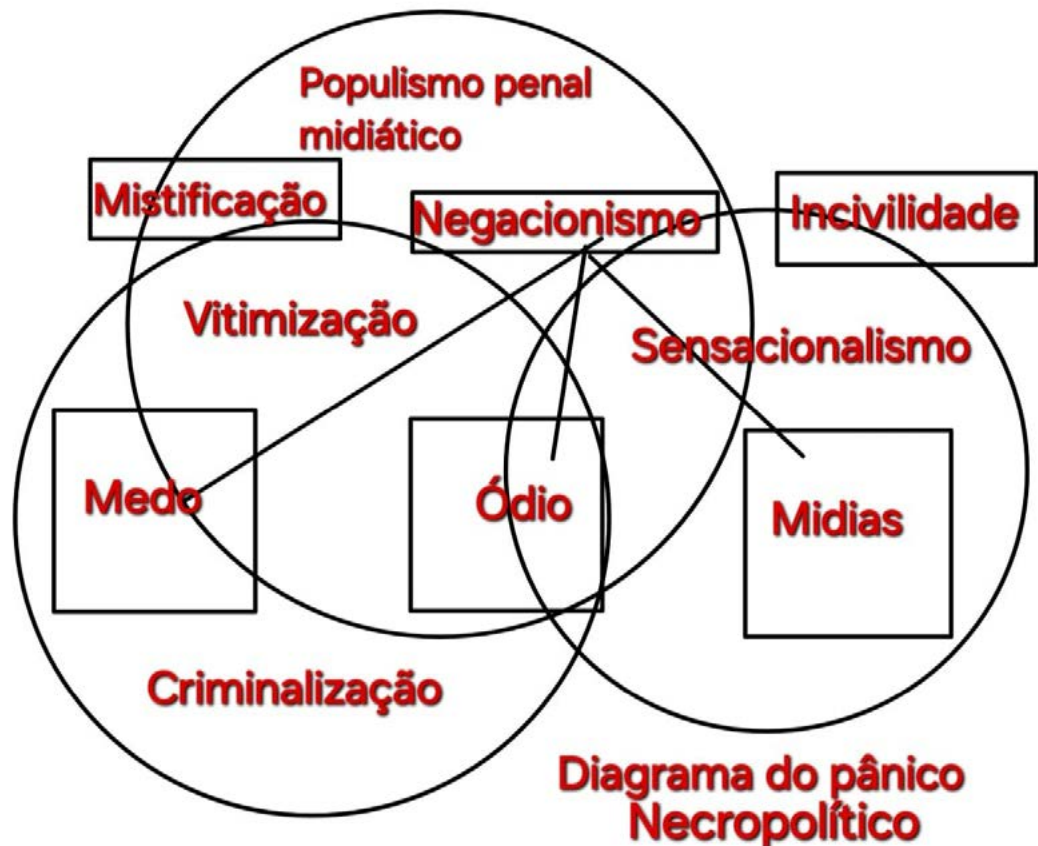 Populismo penal
midiático
Mistificação
Negacionismo
Incivilidade
Vitimização
Sensacionalismo
Medo
Ódio
Midias
Criminalização
Diagrama do pânico
Necropolítico